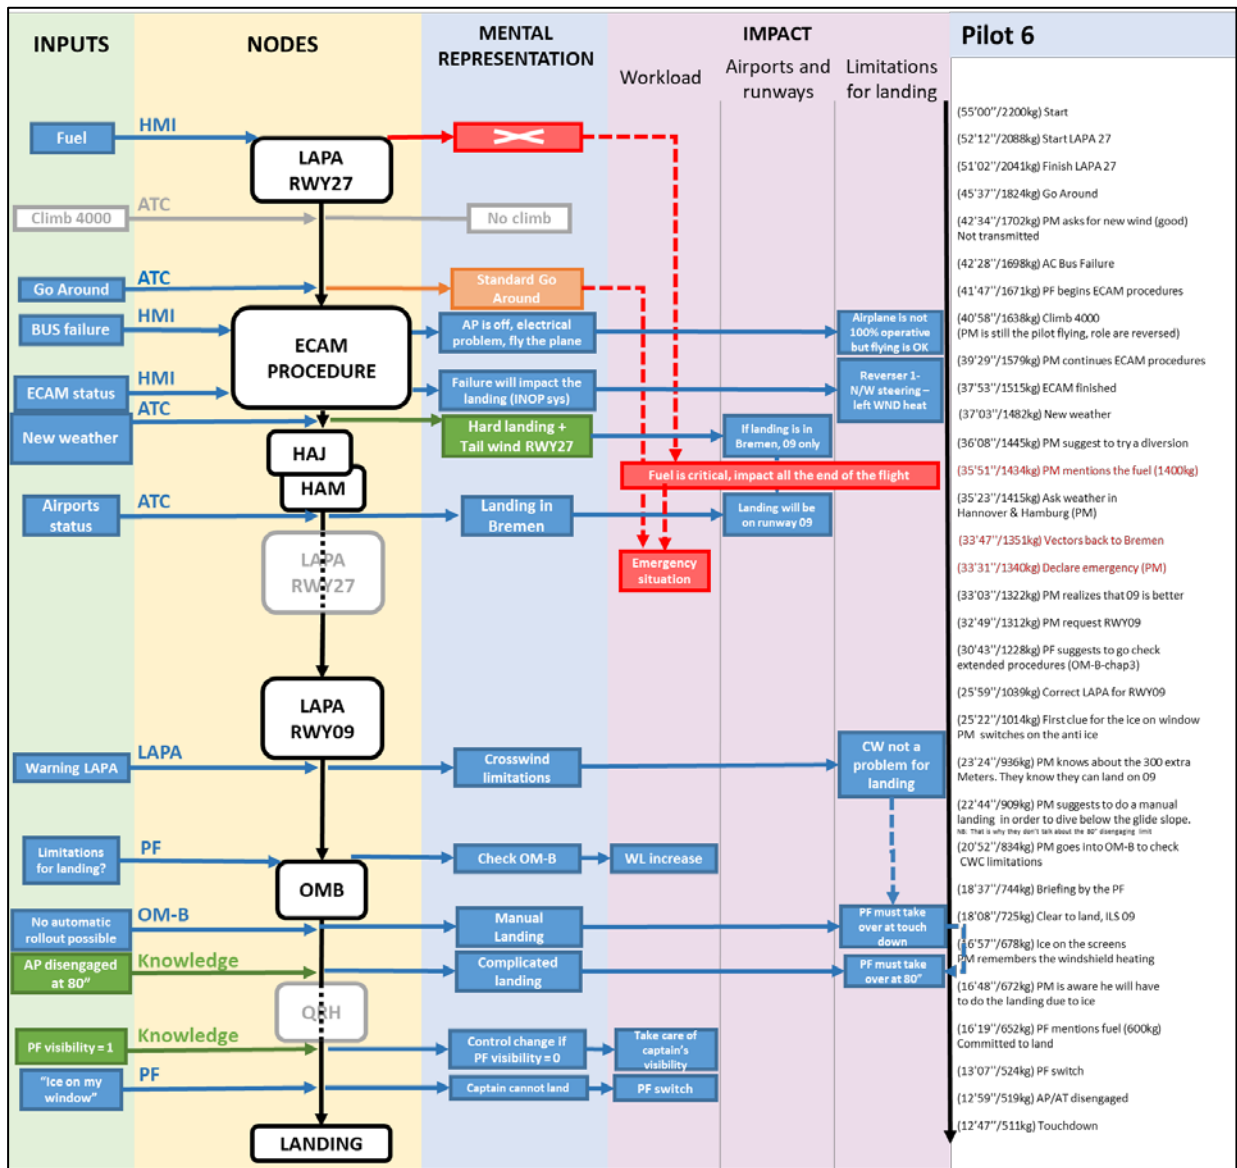 INPUTS
NODES
MENTAL
REPRESENTATION
IMPACT
Workload
Airports and
runways
Limitations
for landing
Pilot 6
Fuel
HMI
LAPA
RWY27
Climb 4000
ATC
No climb
Go Around
ATC
Standard Go
Around
BUS failure
HMI
ECAM
PROCEDURE
AP is off, electrical
problem, fly the plane
Airplane is not
100% operative
but flying is OK
ECAM status
HMI
Failure will impact the
landing (INOP sys)
Reverser 1-
N/W steering –
left WND heat
New weather
ATC
Hard landing +
Tail wind RWY27
If landing is in
Bremen, 09 only
HAJ
HAM
Fuel is critical, impact all the end of the flight
Airports
status
ATC
Landing in
Bremen
Landing will be
on runway 09
LAPA
RWY27
Emergency
situation
LAPA
RWY09
Warning LAPA
LAPA
Crosswind
limitations
CW not a
problem for
landing
Limitations
for landing?
PF
Check OM-B
WL increase
OMB
No automatic
rollout possible
OM-B
Manual
Landing
PF must take
over at touch
down
AP disengaged
at 80”
Knowledge
Complicated
landing
PF must take
over at 80”
QRH
PF visibility = 1
Knowledge
Control change if
PF visibility = 0
Take care of
captain's
visibility
“Ice on my
window”
PF
Captain cannot land
PF switch
LANDING
(55'00''/2200kg) Start
(52'12''/2088kg) Start LAPA 27
(51'02''/2041kg) Finish LAPA 27
(45'37''/1824kg) Go Around
(42'34''/1702kg) PM asks for new wind (good)
Not transmitted
(42'28''/1698kg) AC Bus Failure
(41'47''/1671kg) PF begins ECAM procedures
(40'58''/1638kg) Climb 4000
(PM is still the pilot flying, role are reversed)
(39'29''/1579kg) PM continues ECAM procedures
(37'53''/1515kg) ECAM finished
(37'03''/1482kg) New weather
(36'08''/1445kg) PM suggest to try a diversion
(35'51''/1434kg) PM mentions the fuel (1400kg)
(35'23''/1415kg) Ask weather in
Hannover & Hamburg (PM)
(33'47''/1351kg) Vectors back to Bremen
(33'31''/1340kg) Declare emergency (PM)
(33'03''/1322kg) PM realizes that 09 is better
(32'49''/1312kg) PM request RWY09
(30'43''/1228kg) PF suggests to go check
extended procedures (OM-B-chap3)
(25'59''/1039kg) Correct LAPA for RWY09
(25'22''/1014kg) First clue for the ice on window
PM switches on the anti ice
(23'24''/936kg) PM knows about the 300 extra
Meters. They know they can land on 09
(22'44''/909kg) PM suggests to do a manual
landing in order to dive below the glide slope.
NB: That is why they don't talk about the 80'' disengaging limit
(20'52''/834kg) PM goes into OM-B to check
CWC limitations
(18'37''/744kg) Briefing by the PF
(18'08''/725kg) Clear to land, ILS 09
(16'57''/678kg) Ice on the screens
PM remembers the windshield heating
(16'48''/672kg) PM is aware he will have
to do the landing due to ice
(16'19''/652kg) PF mentions fuel (600kg)
Committed to land
(13'07''/524kg) PF switch
(12'59''/519kg) AP/AT disengaged
(12'47''/511kg) Touchdown